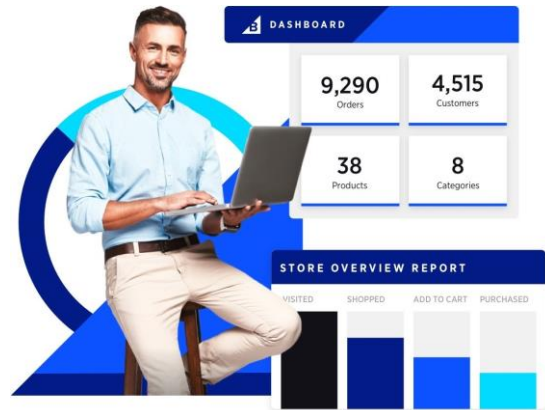 B DASHBOARD
9,290
Orders
4,515
Customers
38
Products
8
Categories
STORE OVERVIEW REPORT
VISITED SHOPPED ADD TO CART PURCHASED